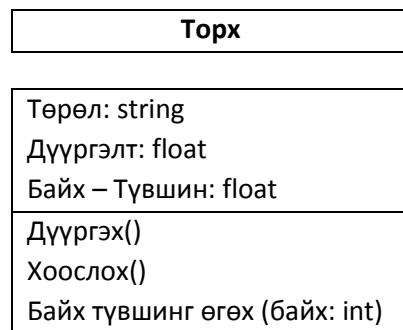 Торх
Төрөл: string
Дүүргэлт: float
Байх – Түвшин: float
Дүүргэх()
Хоослох()
Байх түвшинг өгөх (байх: int)